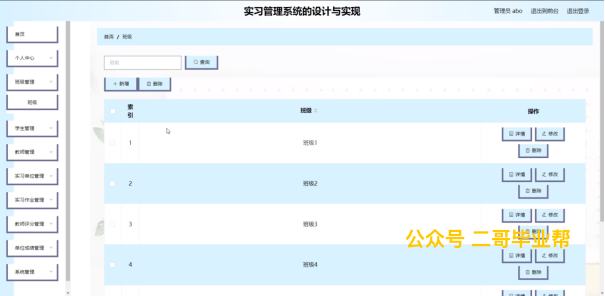 实习管理系统的设计与实现
管理员 abo 退出到前台 退出登录
首页
个人中心
班级管理
班级
学生管理
教师管理
实习单位管理
实习作业管理
教师评分管理
单位成绩管理
系统管理
首页 / 班级
班级
查询
新增 删除
索引 班级 操作
1 班级1 详情 修改
删除
2 班级2 详情 修改
删除
3 班级3 详情 修改
删除
4 班级4 详情 修改
删除
详情 修改
公众号 二哥毕业帮